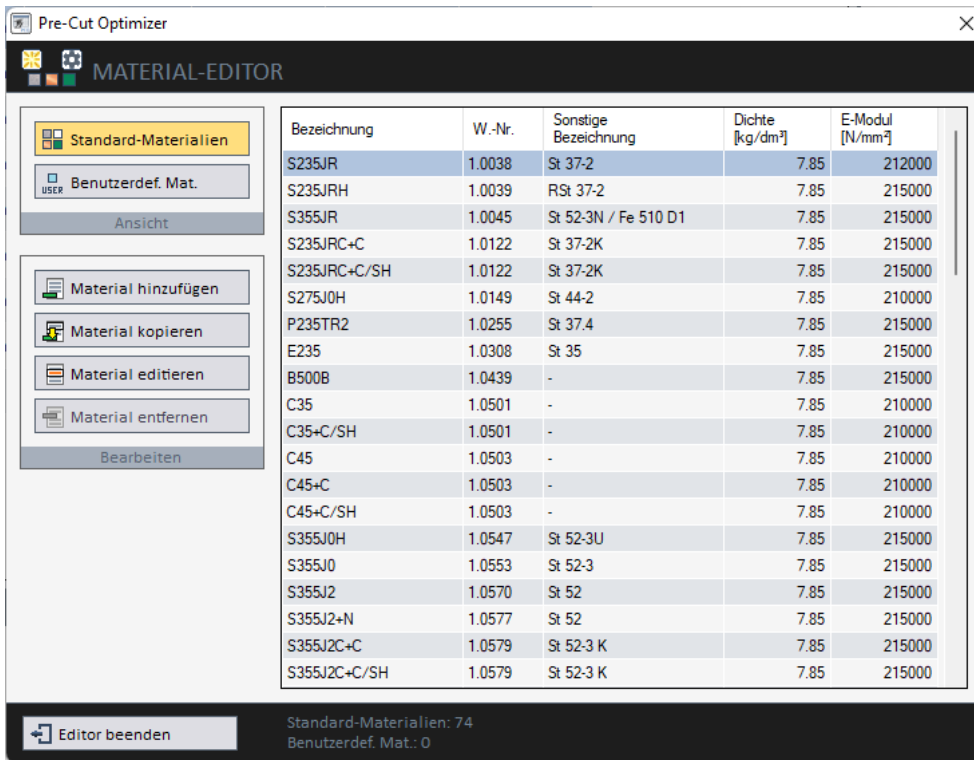 Pre-Cut Optimizer
MATERIAL-EDITOR
Standard-Materialien
USER Benutzerdef. Mat.
Ansicht
Material hinzufügen
Material kopieren
Material editieren
Material entfernen
Bearbeiten
Bezeichnung W.-Nr. Sonstige Bezeichnung Dichte [kg/dm³] E-Modul [N/mm²]
S235JR 1.0038 St 37-2 7.85 212000
S235JRH 1.0039 RSt 37-2 7.85 215000
S355JR 1.0045 St 52-3N / Fe 510 D1 7.85 215000
S235JRC+C 1.0122 St 37-2K 7.85 215000
S235JRC+C/SH 1.0122 St 37-2K 7.85 215000
S275J0H 1.0149 St 44-2 7.85 210000
P235TR2 1.0255 St 37.4 7.85 215000
E235 1.0308 St 35 7.85 215000
B500B 1.0439 - 7.85 215000
C35 1.0501 - 7.85 210000
C35+C/SH 1.0501 - 7.85 210000
C45 1.0503 - 7.85 210000
C45+C 1.0503 - 7.85 210000
C45+C/SH 1.0503 - 7.85 210000
S355J0H 1.0547 St 52-3U 7.85 215000
S355J0 1.0553 St 52-3 7.85 215000
S355J2 1.0570 St 52 7.85 215000
S355J2+N 1.0577 St 52 7.85 215000
S355J2C+C 1.0579 St 52-3 K 7.85 215000
S355J2C+C/SH 1.0579 St 52-3 K 7.85 215000
Editor beenden
Standard-Materialien: 74
Benutzerdef. Mat.: 0